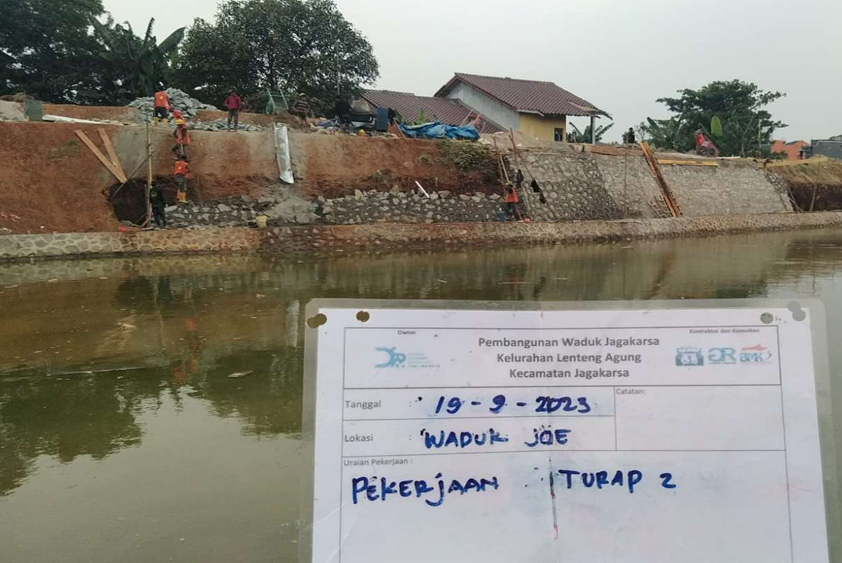 Owner
Pembangunan Waduk Jagakarsa
Kelurahan Lenteng Agung
Kecamatan Jagakarsa
Kontraktor dan Konsultan
Tanggal : 19 - 9 - 2023
Catatan:
Lokasi : WADUK JOE
Uraian Pekerjaan :
PEKERJAAN : TURAP 2